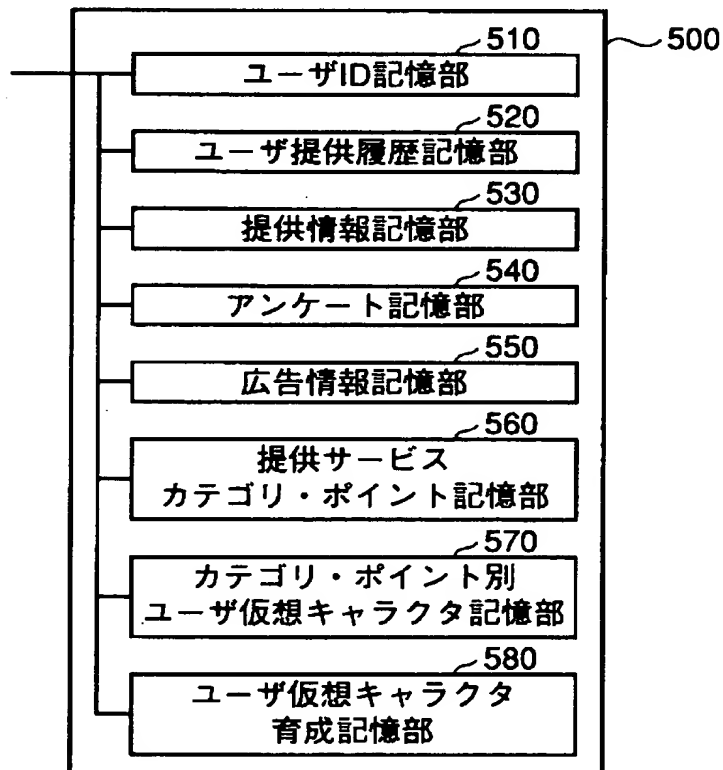 510
500
ユーザID記憶部
520
ユーザ提供履歴記憶部
530
提供情報記憶部
540
アンケート記憶部
550
広告情報記憶部
560
提供サービス
カテゴリ・ポイント記憶部
570
カテゴリ・ポイント別
ユーザ仮想キャラクタ記憶部
580
ユーザ仮想キャラクタ
育成記憶部